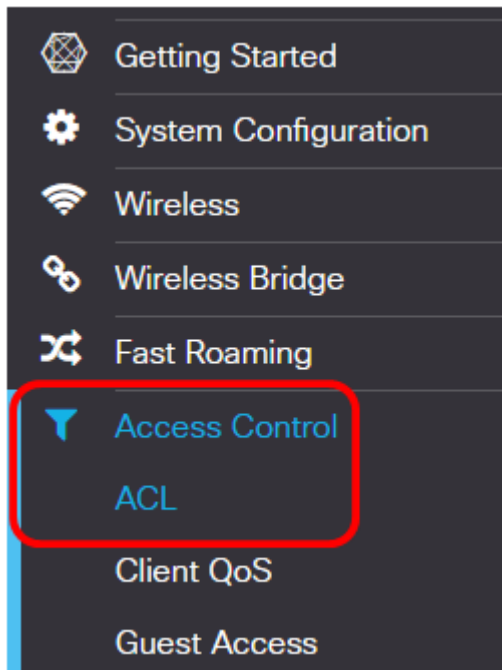 Getting Started
System Configuration
Wireless
Wireless Bridge
Fast Roaming
Access Control
ACL
Client QoS
Guest Access